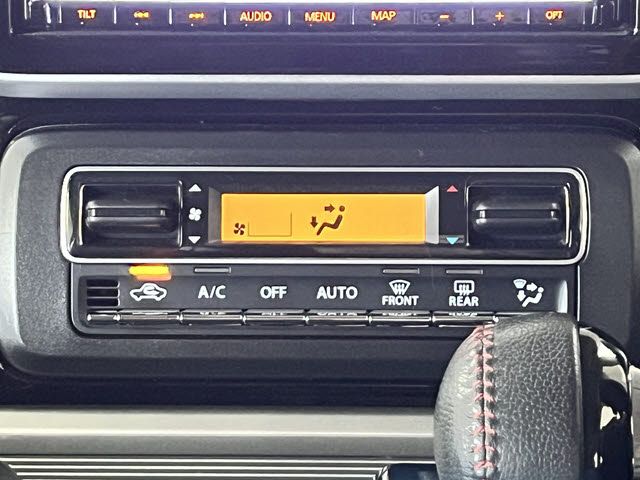 TILT AUDIO MENU MAP - + OPT
A/C OFF AUTO FRONT REAR